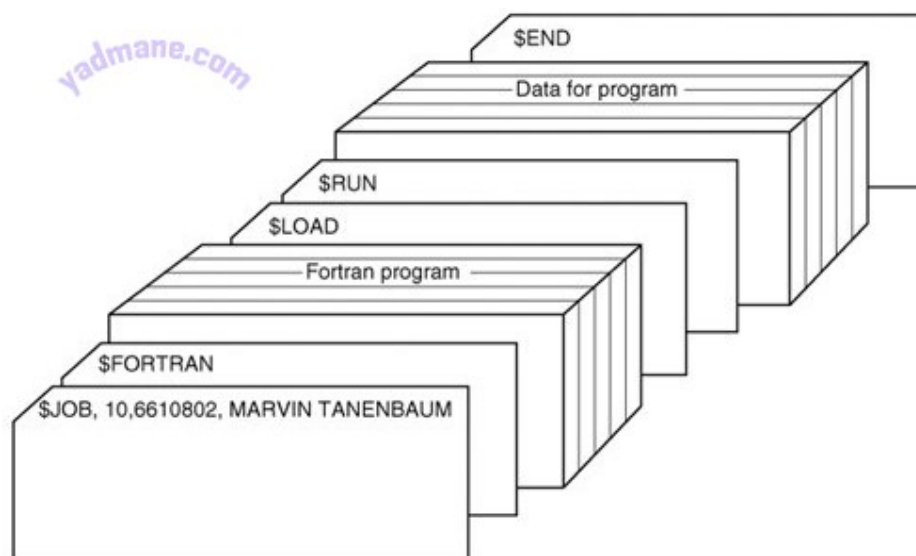 yadmane.com
$END
Data for program
$RUN
$LOAD
Fortran program
$FORTRAN
$JOB, 10,6610802, MARVIN TANENBAUM